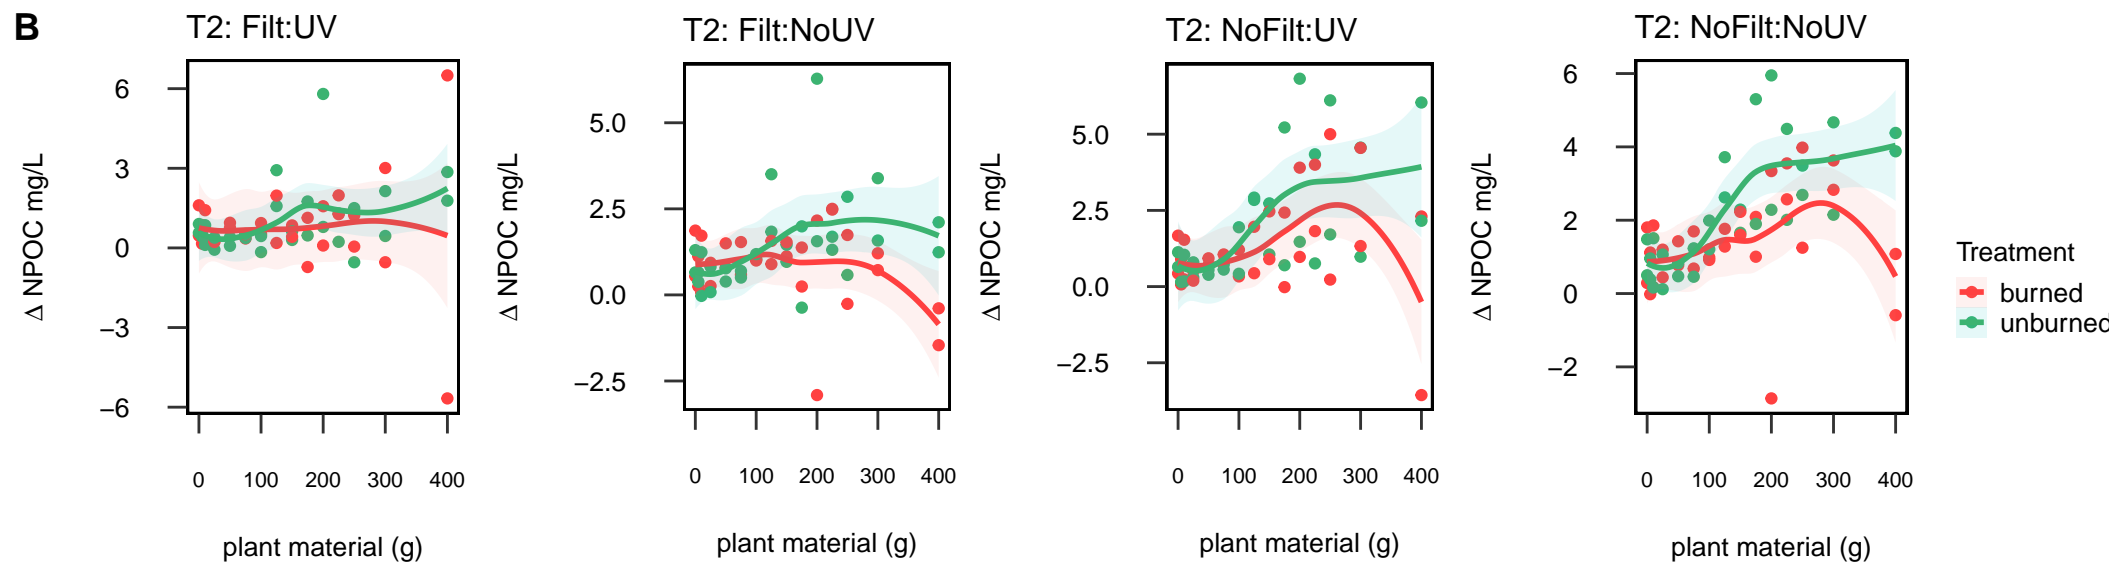 B
T2: Filt:UV
T2: Filt:NoUV
T2: NoFilt:UV
T2: NoFilt:NoUV
Δ NPOC mg/L
6
3
0
−3
−6
0 100 200 300 400
plant material (g)
Δ NPOC mg/L
5.0
2.5
0.0
−2.5
0 100 200 300 400
plant material (g)
Δ NPOC mg/L
5.0
2.5
0.0
−2.5
0 100 200 300 400
plant material (g)
Δ NPOC mg/L
6
4
2
0
−2
0 100 200 300 400
plant material (g)
Treatment
burned
unburned